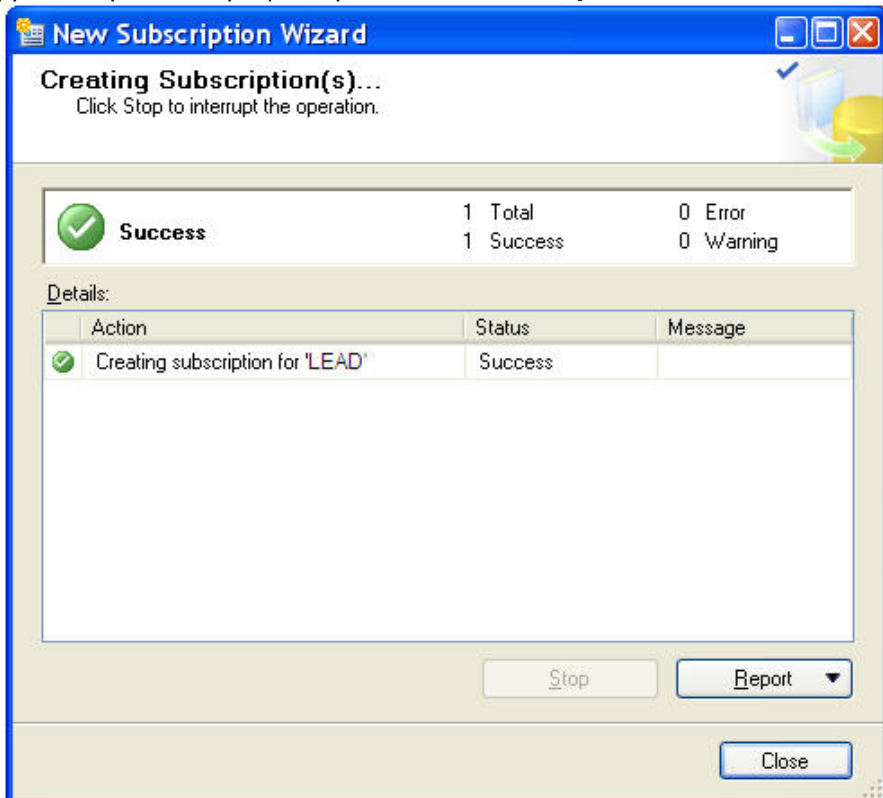 New Subscription Wizard
Creating Subscription(s)...
Click Stop to interrupt the operation.
Success
1 Total
0 Error
1 Success
0 Warning
Details:
Action Status Message
Creating subscription for 'LEAD' Success
Stop
Report
Close